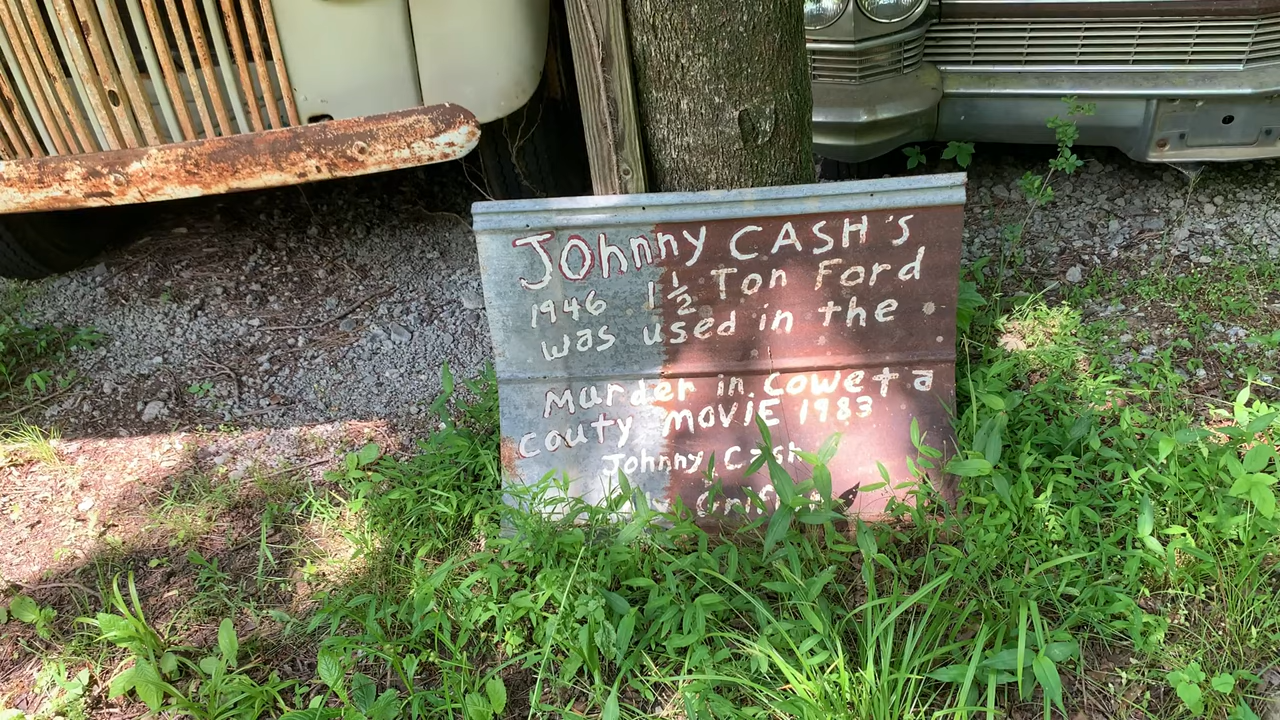 JOhnny CASH's
1946 1½ Ton Ford
was used in the
Murder in Coweta
couty MOViE 1983
Johnny Cash